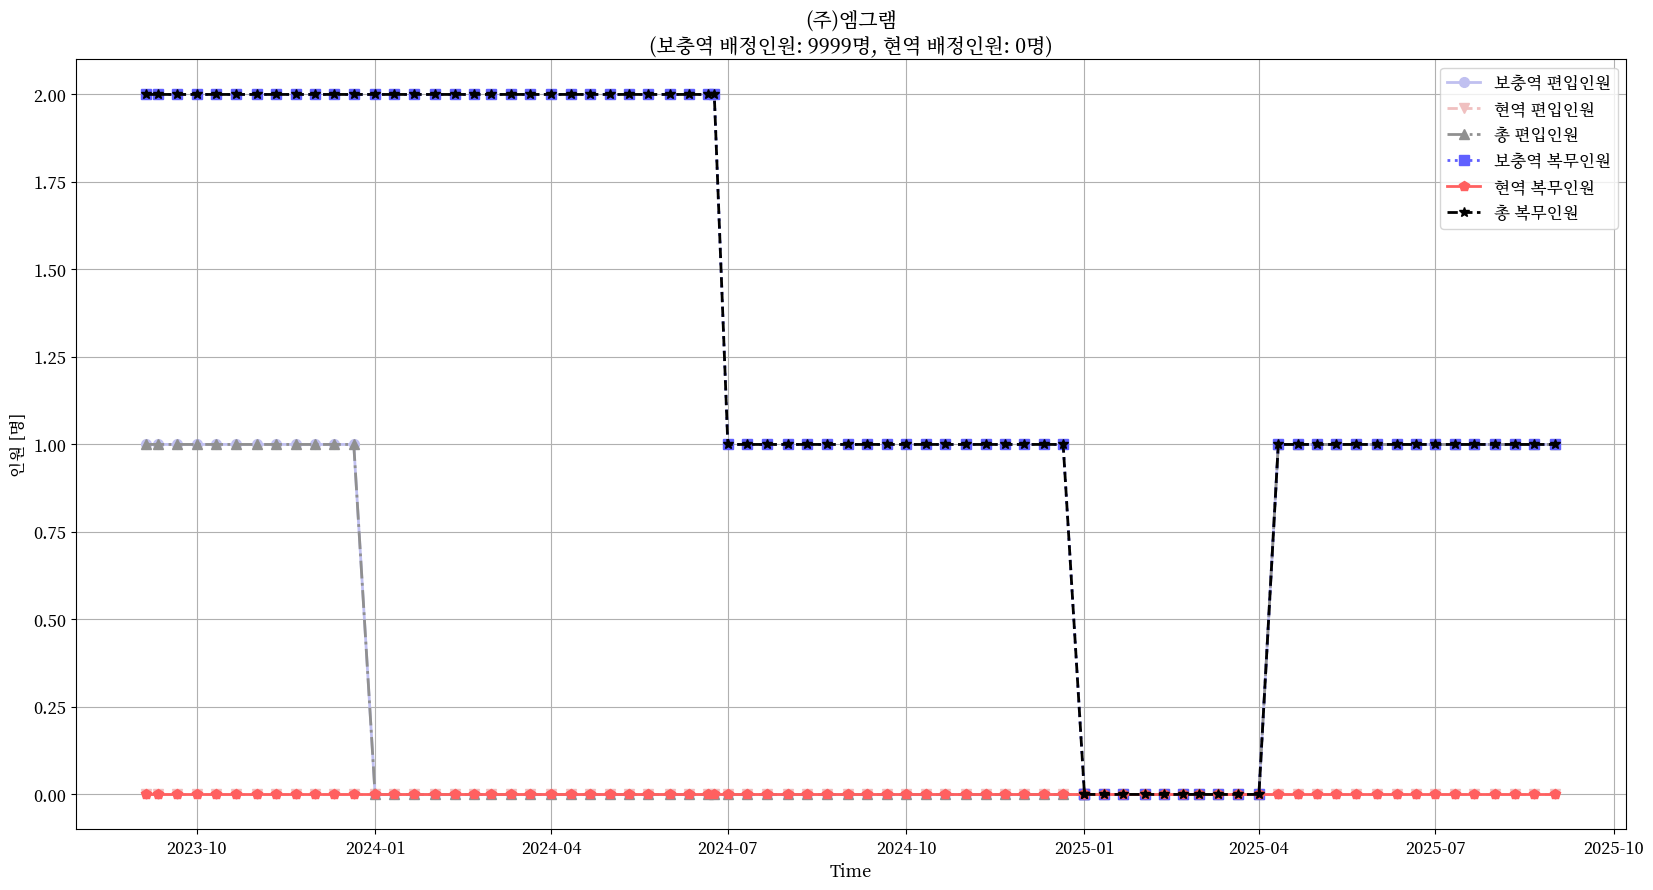 (주)엠그램
(보충역 배정인원: 9999명, 현역 배정인원: 0명)
보충역 편입인원
현역 편입인원
총 편입인원
보충역 복무인원
현역 복무인원
총 복무인원
인원 [명]
2.00
1.75
1.50
1.25
1.00
0.75
0.50
0.25
0.00
2023-10 2024-01 2024-04 2024-07 2024-10 2025-01 2025-04 2025-07 2025-10
Time